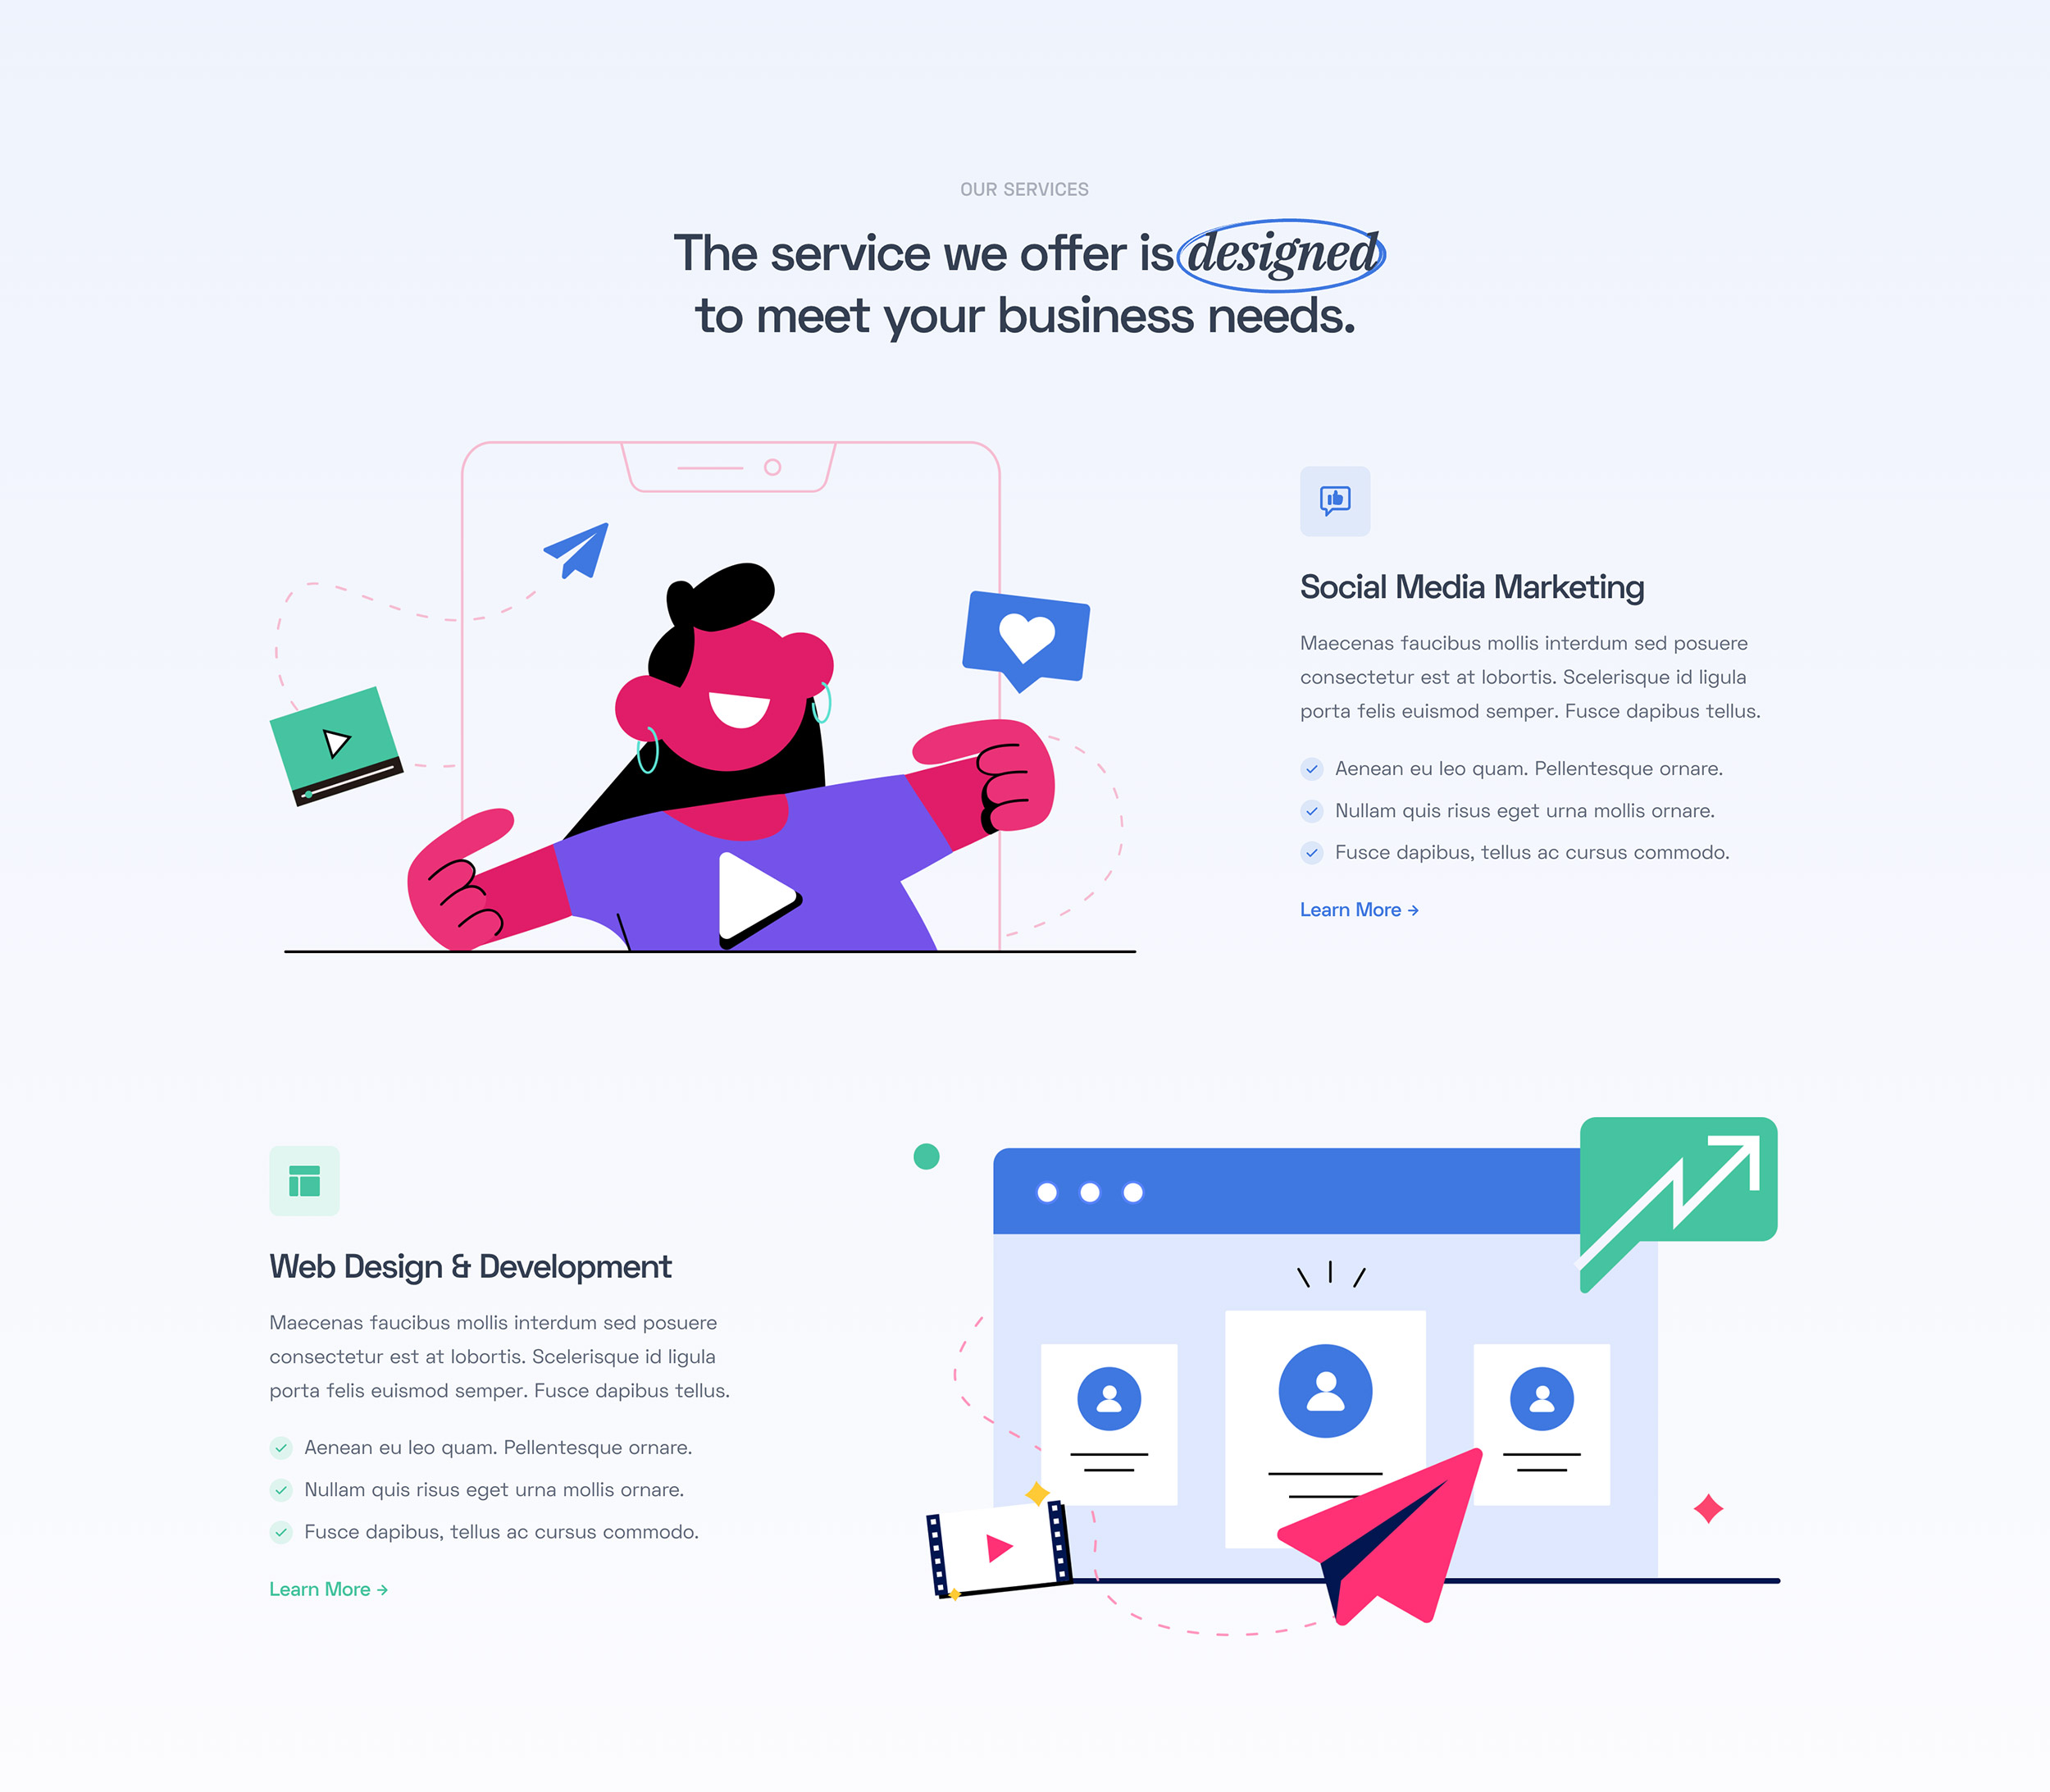 OUR SERVICES
The service we offer is designed
to meet your business needs.
Social Media Marketing
Maecenas faucibus mollis interdum sed posuere
consectetur est at lobortis. Scelerisque id ligula
porta felis euismod semper. Fusce dapibus tellus.
Aenean eu leo quam. Pellentesque ornare.
Nullam quis risus eget urna mollis ornare.
Fusce dapibus, tellus ac cursus commodo.
Learn More →
Web Design & Development
Maecenas faucibus mollis interdum sed posuere
consectetur est at lobortis. Scelerisque id ligula
porta felis euismod semper. Fusce dapibus tellus.
Aenean eu leo quam. Pellentesque ornare.
Nullam quis risus eget urna mollis ornare.
Fusce dapibus, tellus ac cursus commodo.
Learn More →